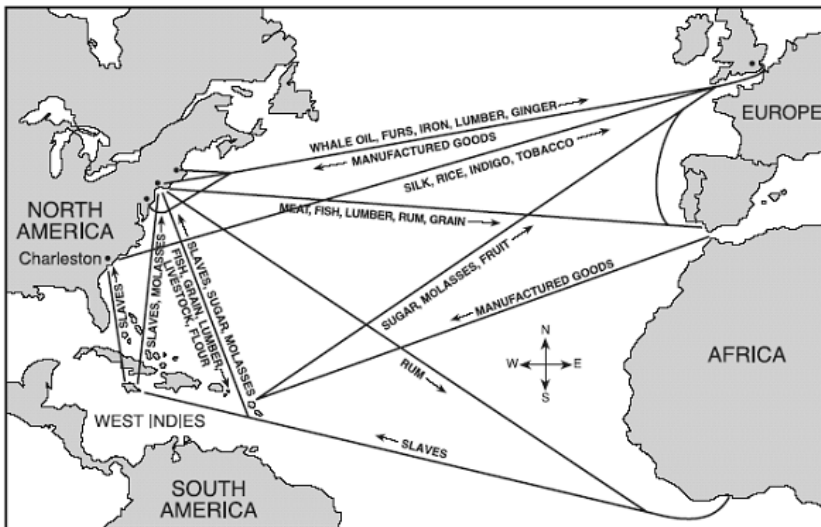 EUROPE
WHALE OIL, FURS, IRON, LUMBER, GINGER
MANUFACTURED GOODS
SILK, RICE, INDIGO, TOBACCO
NORTH
AMERICA
Charleston
MEAT, FISH, LUMBER, RUM, GRAIN
SLAVES
SLAVES, MOLASSES
SLAVES, SUGAR, MOLASSES
FISH, GRAIN, LUMBER,
LIVESTOCK, FLOUR
SUGAR, MOLASSES, FRUIT
MANUFACTURED GOODS
RUM
N
W E
S
AFRICA
WEST INDIES
SLAVES
SOUTH
AMERICA